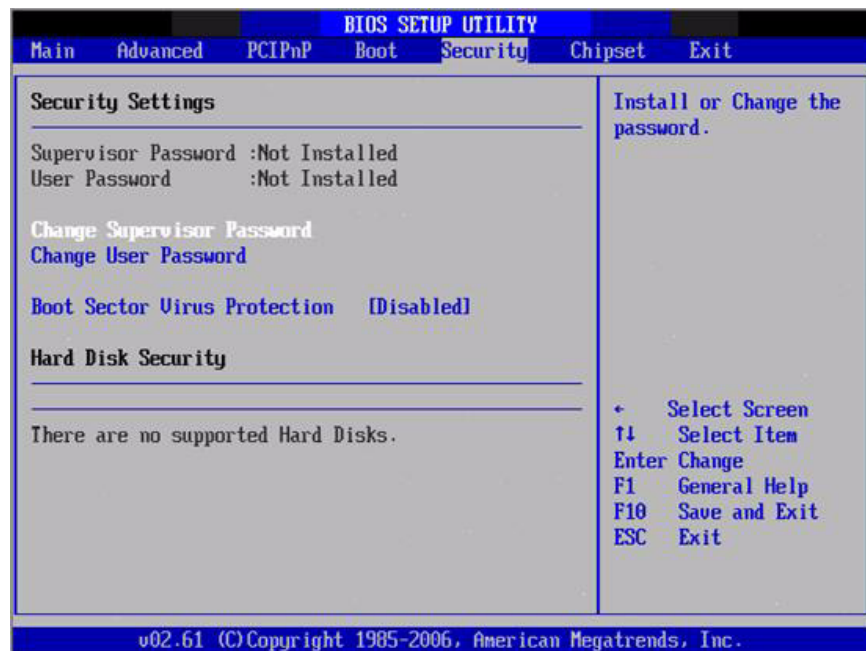 BIOS SETUP UTILITY
Main Advanced PCIPnP Boot Security Chipset Exit
Security Settings
Supervisor Password :Not Installed
User Password :Not Installed
Change Supervisor Password
Change User Password
Boot Sector Virus Protection [Disabled]
Hard Disk Security
There are no supported Hard Disks.
Install or Change the
password.
← Select Screen
↑↓ Select Item
Enter Change
F1 General Help
F10 Save and Exit
ESC Exit
v02.61 (C)Copyright 1985-2006, American Megatrends, Inc.